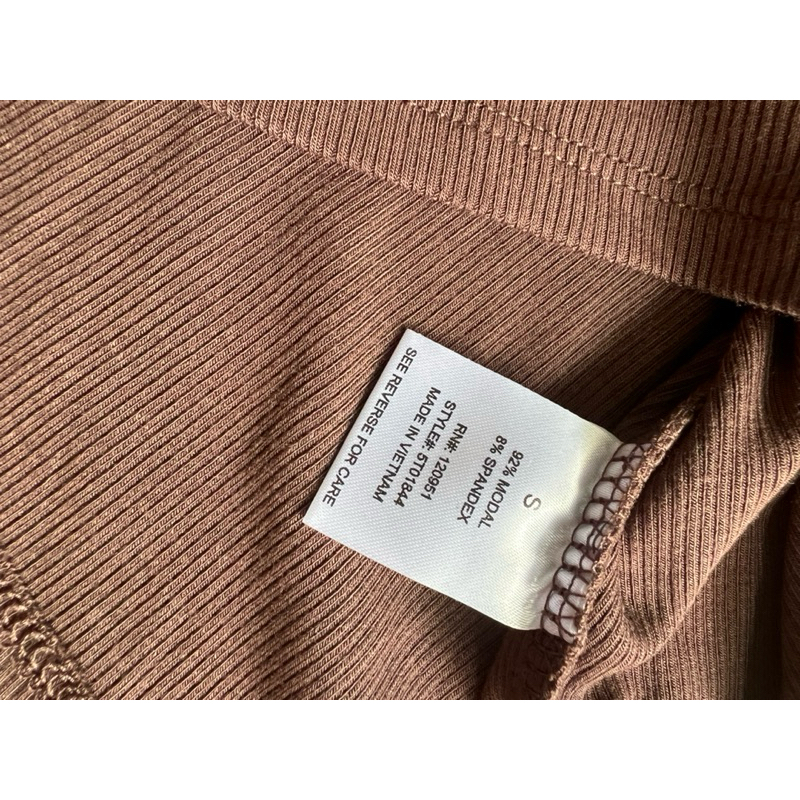 S
92% MODAL
8% SPANDEX
RN#: 120951
STYLE#: 5T01844
MADE IN VIETNAM
SEE REVERSE FOR CARE